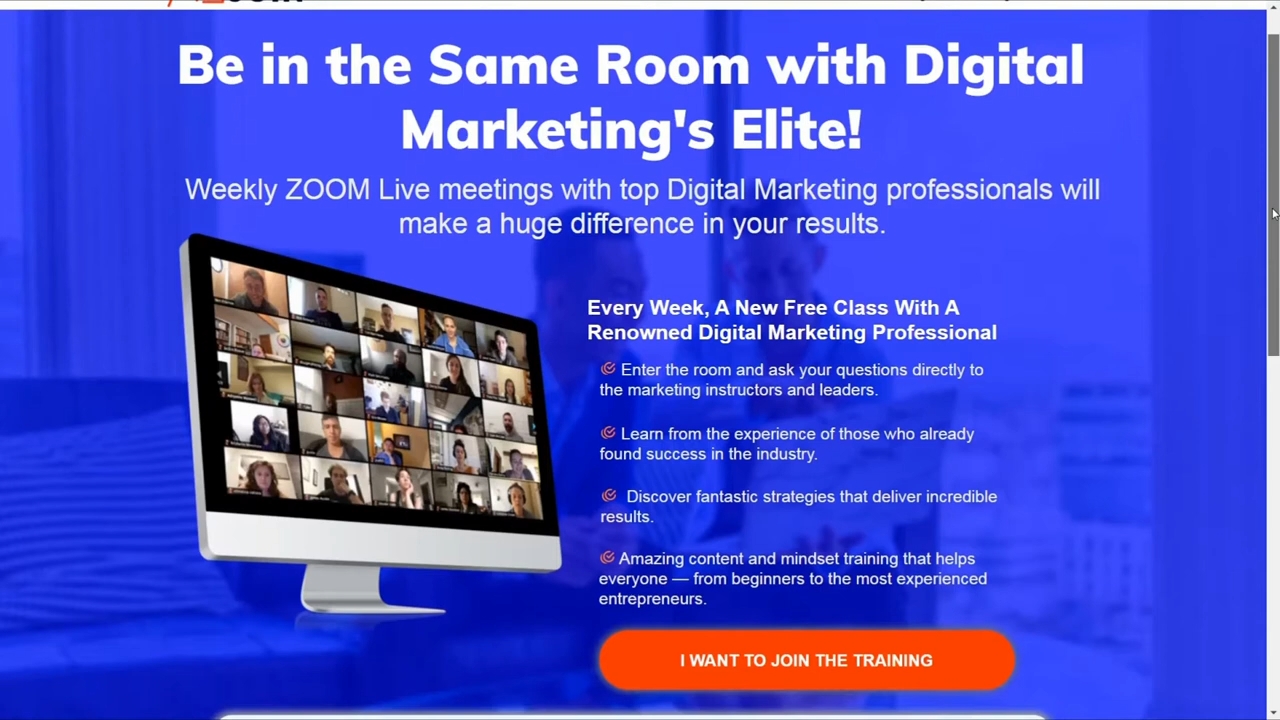 Be in the Same Room with Digital
Marketing's Elite!
Weekly ZOOM Live meetings with top Digital Marketing professionals will
make a huge difference in your results.
Every Week, A New Free Class With A
Renowned Digital Marketing Professional
Enter the room and ask your questions directly to
the marketing instructors and leaders.
Learn from the experience of those who already
found success in the industry.
Discover fantastic strategies that deliver incredible
results.
Amazing content and mindset training that helps
everyone — from beginners to the most experienced
entrepreneurs.
I WANT TO JOIN THE TRAINING